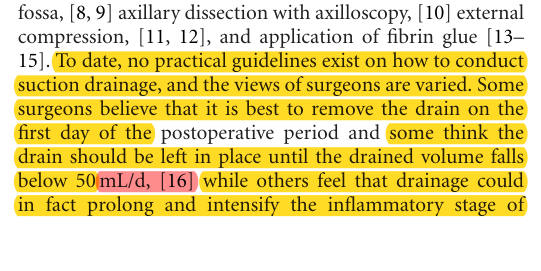 fossa, [8, 9] axillary dissection with axilloscopy, [10] external
compression, [11, 12], and application of fibrin glue [13–
15]. To date, no practical guidelines exist on how to conduct
suction drainage, and the views of surgeons are varied. Some
surgeons believe that it is best to remove the drain on the
first day of the postoperative period and some think the
drain should be left in place until the drained volume falls
below 50 mL/d, [16] while others feel that drainage could
in fact prolong and intensify the inflammatory stage of